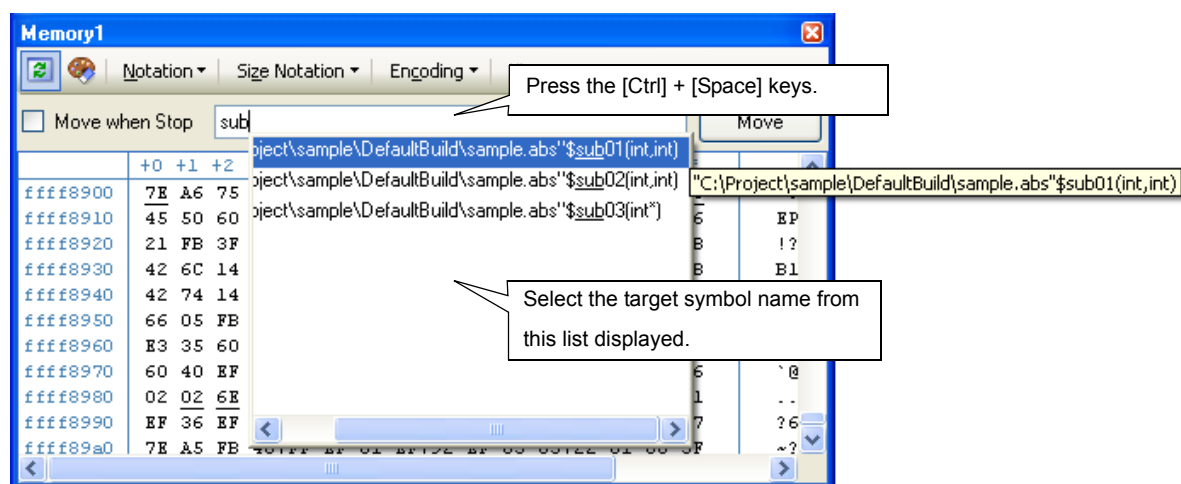 Memory1
Notation Size Notation Encoding
Press the [Ctrl] + [Space] keys.
Move when Stop sub Move
+0 +1 +2
oject\sample\DefaultBuild\sample.abs"$sub01(int,int)
oject\sample\DefaultBuild\sample.abs"$sub02(int,int)
oject\sample\DefaultBuild\sample.abs"$sub03(int*)
"C:\Project\sample\DefaultBuild\sample.abs"$sub01(int,int)
ffff8900 7E A6 75
ffff8910 45 50 60 6 EP
ffff8920 21 FB 3F B !?
ffff8930 42 6C 14 B Bl
ffff8940 42 74 14
Select the target symbol name from
this list displayed.
ffff8950 66 05 FB
ffff8960 E3 35 60
ffff8970 60 40 EF 6 `@
ffff8980 02 02 6E 1 ..
ffff8990 EF 36 EF 7 ?6
ffff89a0 7E A5 FB ~?